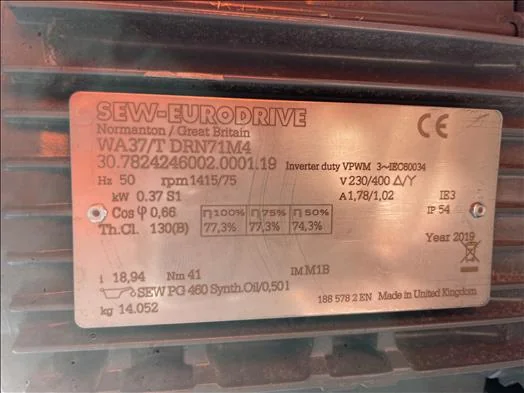 SEW-EURODRIVE
Normanton / Great Britain
WA37/T DRN71M4
30.7824246002.0001.19 Inverter duty VPWM 3~IEC60034
Hz 50 rpm 1415/75 V 230/400 Δ/Y
kW 0.37 S1 A 1,78/1,02 IE3
Cos φ 0,66 η100% η75% η50% IP 54
Th.Cl. 130(B) 77,3% 77,3% 74,3%
Year 2019
i 18,94 Nm 41 IM M1B
SEW PG 460 Synth.Oil/0,50 l
188 578 2 EN Made in United Kingdom
kg 14.052
CE